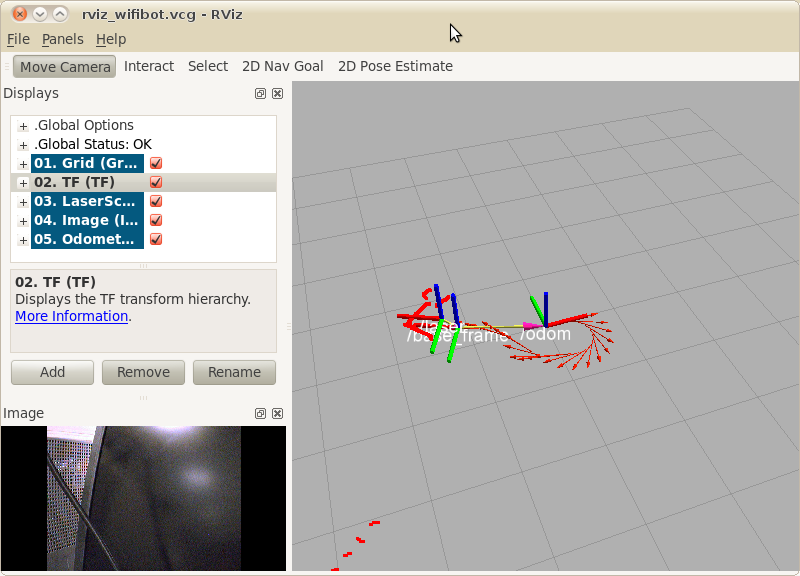 rviz_wifibot.vcg - RViz
File Panels Help
Move Camera Interact Select 2D Nav Goal 2D Pose Estimate
Displays
.Global Options
.Global Status: OK
01. Grid (Gr...
02. TF (TF)
03. LaserSc...
04. Image (I...
05. Odomet...
02. TF (TF)
Displays the TF transform hierarchy.
More Information.
Add Remove Rename
Image
/laser
/base_frame
/odom